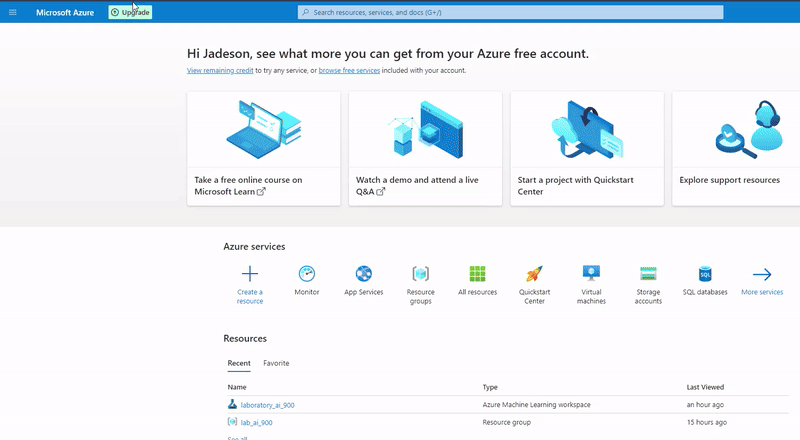 Microsoft Azure
Upgrade
Search resources, services, and docs (G+/)
Hi Jadeson, see what more you can get from your Azure free account.
View remaining credit to try any service, or browse free services included with your account.
Take a free online course on
Microsoft Learn
Watch a demo and attend a live
Q&A
Start a project with Quickstart
Center
Explore support resources
Azure services
Create a
resource
Monitor
App Services
Resource
groups
All resources
Quickstart
Center
Virtual
machines
Storage
accounts
SQL
SQL databases
More services
Resources
Recent Favorite
Name Type Last Viewed
laboratory_ai_900 Azure Machine Learning workspace an hour ago
lab_ai_900 Resource group 15 hours ago
See all